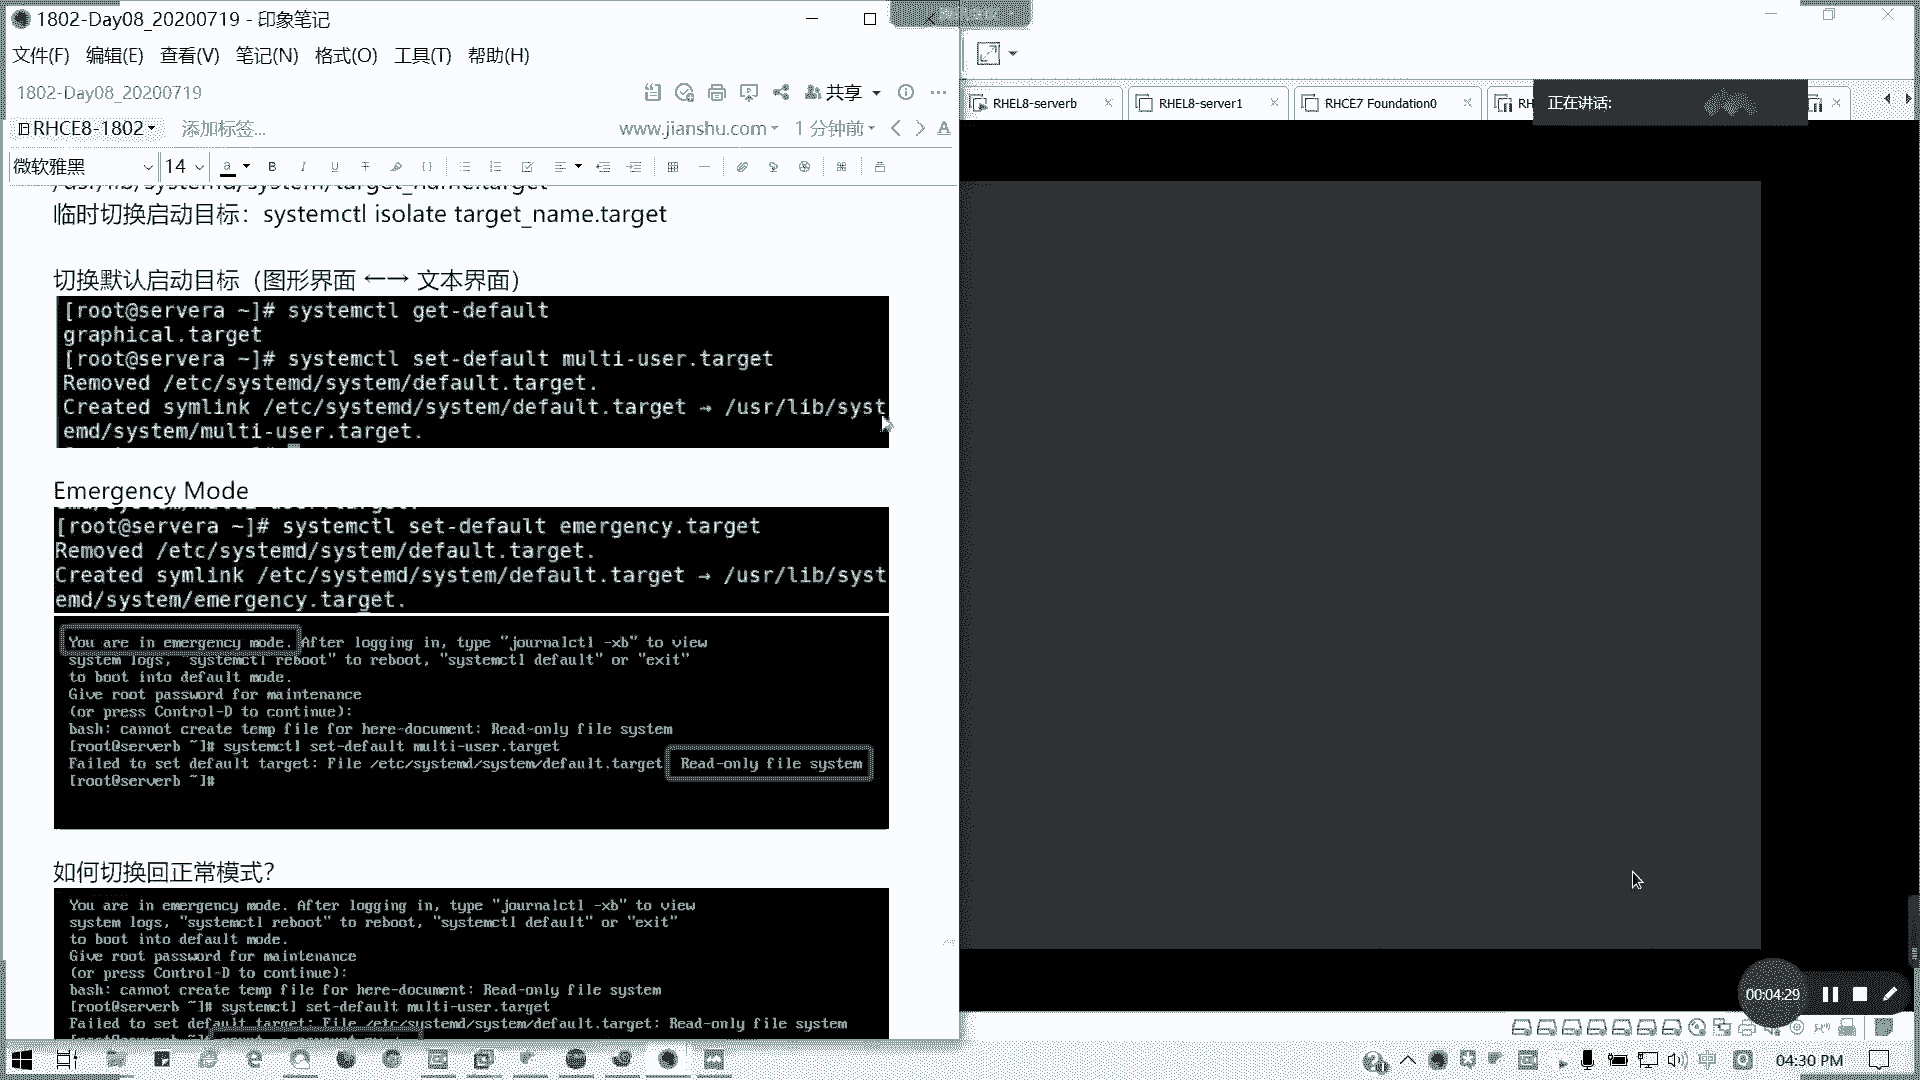 1802-Day08_20200719 - 印象笔记
文件(F) 编辑(E) 查看(V) 笔记(N) 格式(O) 工具(T) 帮助(H)
1802-Day08_20200719
共享
RHCE8-1802
添加标签...
www.jianshu.com
1 分钟前
微软雅黑
14
/usr/lib/systemd/system/target_name.target
临时切换启动目标：systemctl isolate target_name.target
切换默认启动目标（图形界面 ←→ 文本界面）
[root@servera ~]# systemctl get-default
graphical.target
[root@servera ~]# systemctl set-default multi-user.target
Removed /etc/systemd/system/default.target.
Created symlink /etc/systemd/system/default.target → /usr/lib/syst
emd/system/multi-user.target.
Emergency Mode
[root@servera ~]# systemctl set-default emergency.target
Removed /etc/systemd/system/default.target.
Created symlink /etc/systemd/system/default.target → /usr/lib/syst
emd/system/emergency.target.
You are in emergency mode. After logging in, type "journalctl -xb" to view
system logs, "systemctl reboot" to reboot, "systemctl default" or "exit"
to boot into default mode.
Give root password for maintenance
(or press Control-D to continue):
bash: cannot create temp file for here-document: Read-only file system
[root@serverb ~]# systemctl set-default multi-user.target
Failed to set default target: File /etc/systemd/system/default.target: Read-only file system
[root@serverb ~]#
如何切换回正常模式？
You are in emergency mode. After logging in, type "journalctl -xb" to view
system logs, "systemctl reboot" to reboot, "systemctl default" or "exit"
to boot into default mode.
Give root password for maintenance
(or press Control-D to continue):
bash: cannot create temp file for here-document: Read-only file system
[root@serverb ~]# systemctl set-default multi-user.target
Failed to set default target: File /etc/systemd/system/default.target: Read-only file system
RHEL8-serverb
RHEL8-server1
RHCE7 Foundation0
RH
正在讲话:
00:04:29
04:30 PM